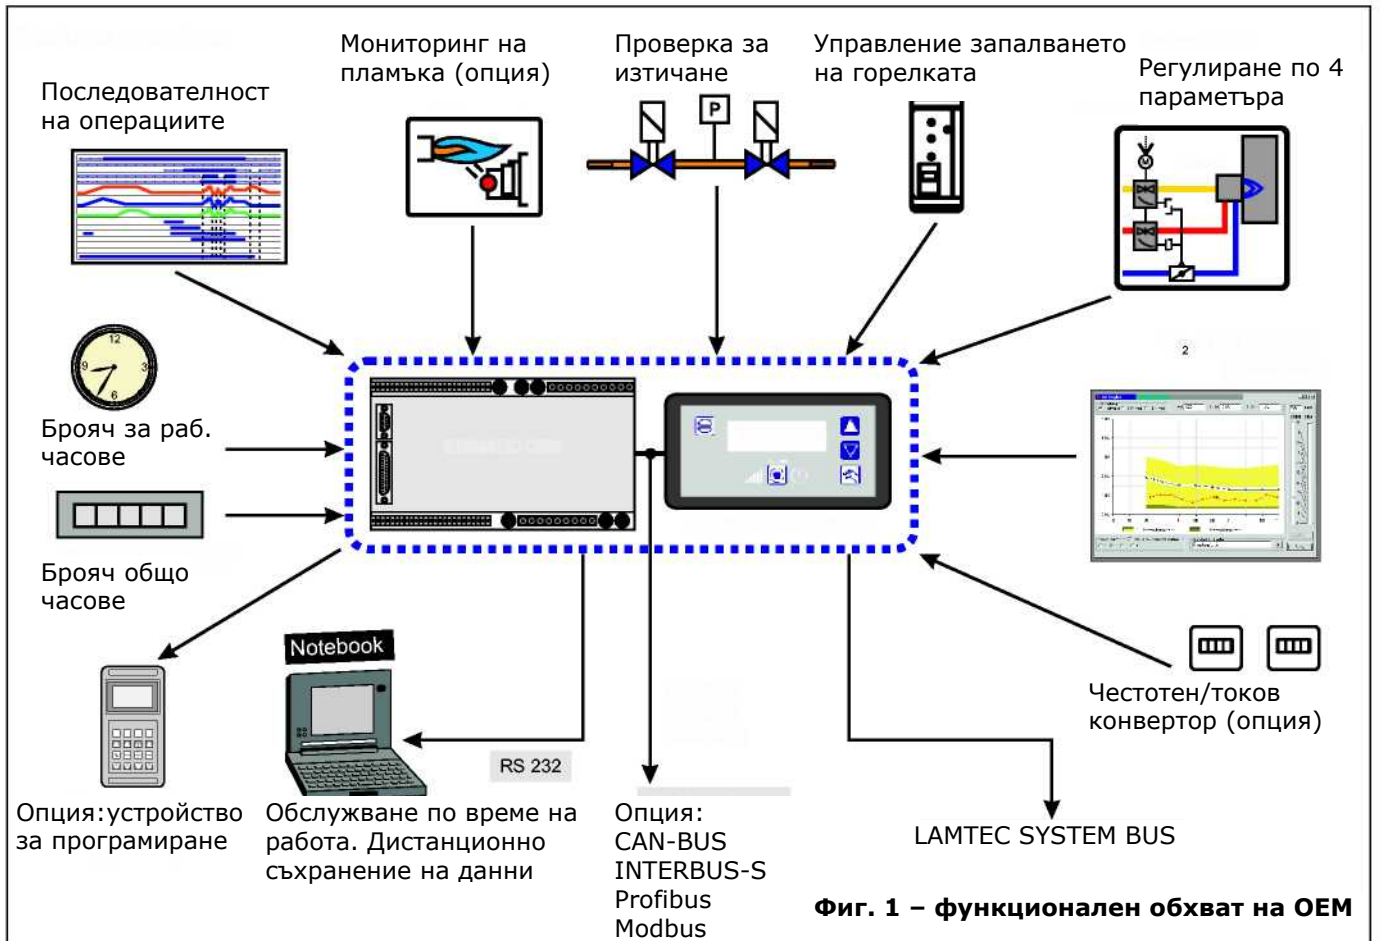 Мониторинг на
пламъка (опция)
Проверка за
изтичане
Управление запалването
на горелката
Регулиране по 4
параметъра
Последователност
на операциите
P
12
9
3
6
2
Брояч за раб.
часове
Брояч общо
часове
Notebook
RS 232
Честотен/токов
конвертор (опция)
Опция:устройство
за програмиране
Обслужване по време на
работа. Дистанционно
съхранение на данни
Опция:
CAN-BUS
INTERBUS-S
Profibus
Modbus
LAMTEC SYSTEM BUS
Фиг. 1 – функционален обхват на ОЕМ